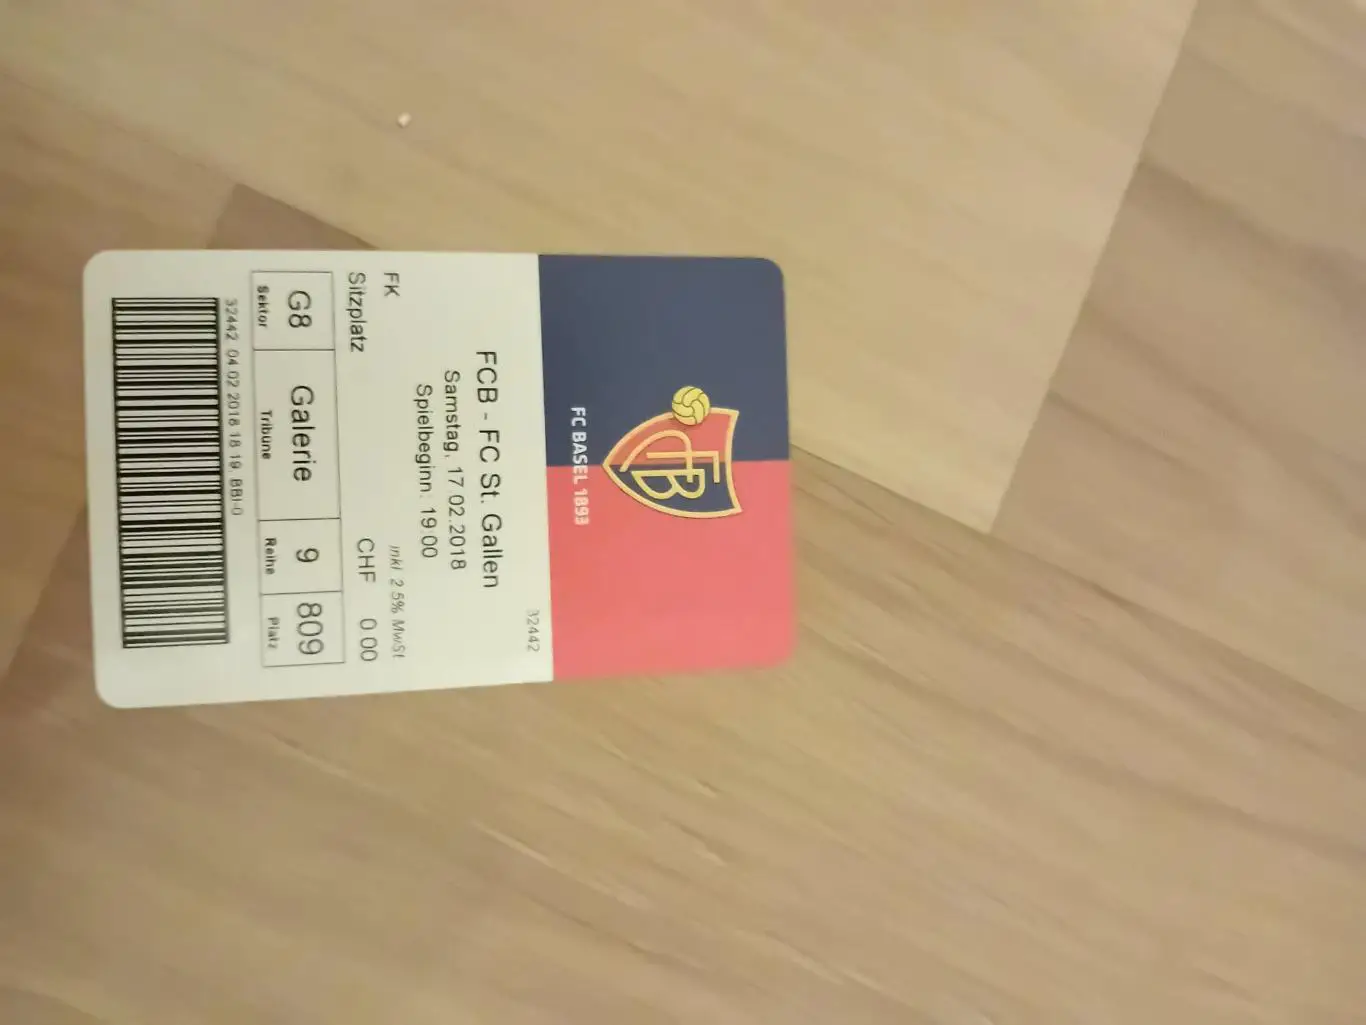 FCB
FC BASEL 1893
32442
FCB - FC St. Gallen
Samstag, 17.02.2018
Spielbeginn: 19.00
FK
inkl 2.5% MwSt
Sitzplatz
CHF 0.00
G8 Galerie 9 809
Sektor Tribüne Reihe Platz
32442 04.02.2018 18:19, BBI-0